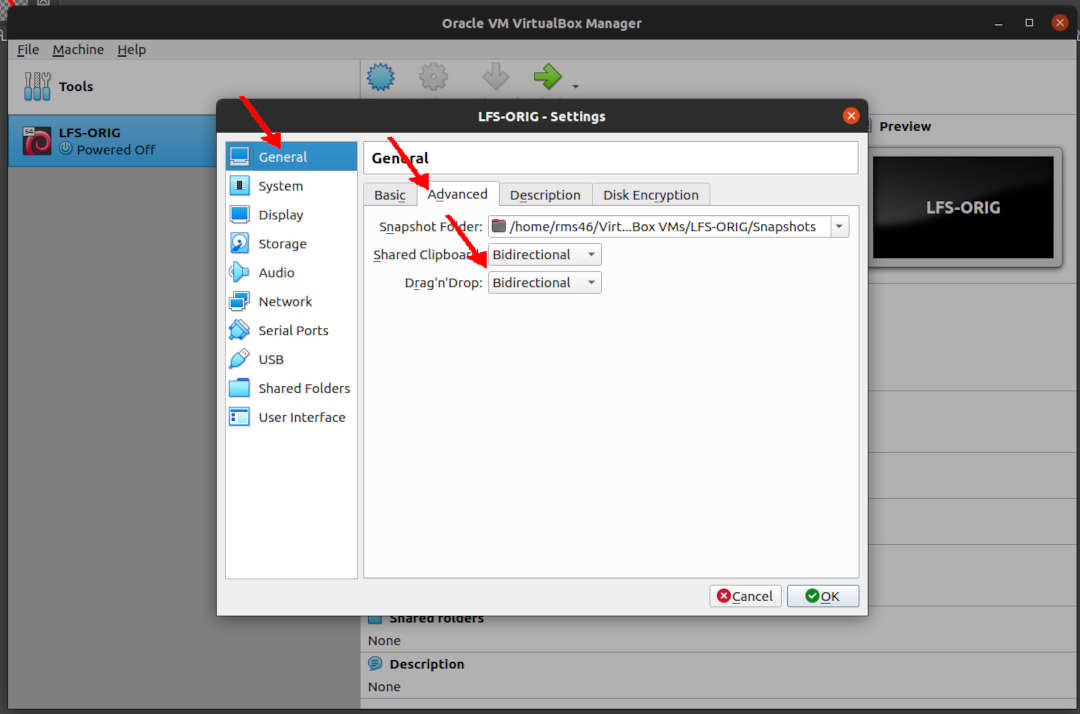 Oracle VM VirtualBox Manager
File Machine Help
Tools
LFS-ORIG
Powered Off
64
LFS-ORIG - Settings
General
System
Display
Storage
Audio
Network
Serial Ports
USB
Shared Folders
User Interface
General
Basic Advanced Description Disk Encryption
Snapshot Folder: /home/rms46/Virt...Box VMs/LFS-ORIG/Snapshots
Shared Clipboard: Bidirectional
Drag'n'Drop: Bidirectional
Cancel OK
Preview
LFS-ORIG
Shared folders
None
Description
None